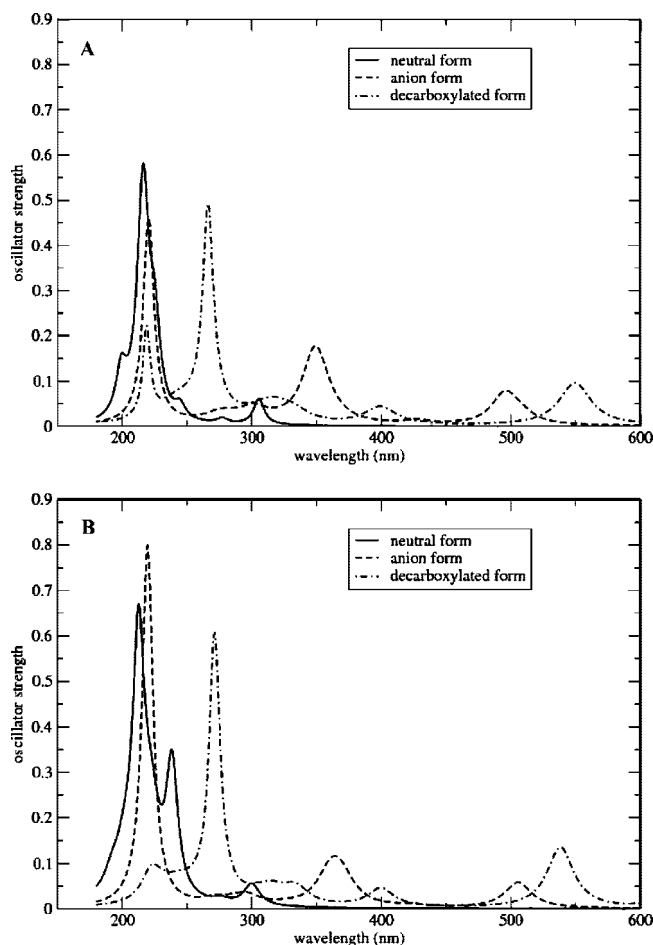 A
0.9
0.8
0.7
0.6
0.5
0.4
0.3
0.2
0.1
0
oscillator strength
neutral form
anion form
decarboxylated form
200 300 400 500 600
wavelength (nm)
B
0.9
0.8
0.7
0.6
0.5
0.4
0.3
0.2
0.1
0
oscillator strength
neutral form
anion form
decarboxylated form
200 300 400 500 600
wavelength (nm)